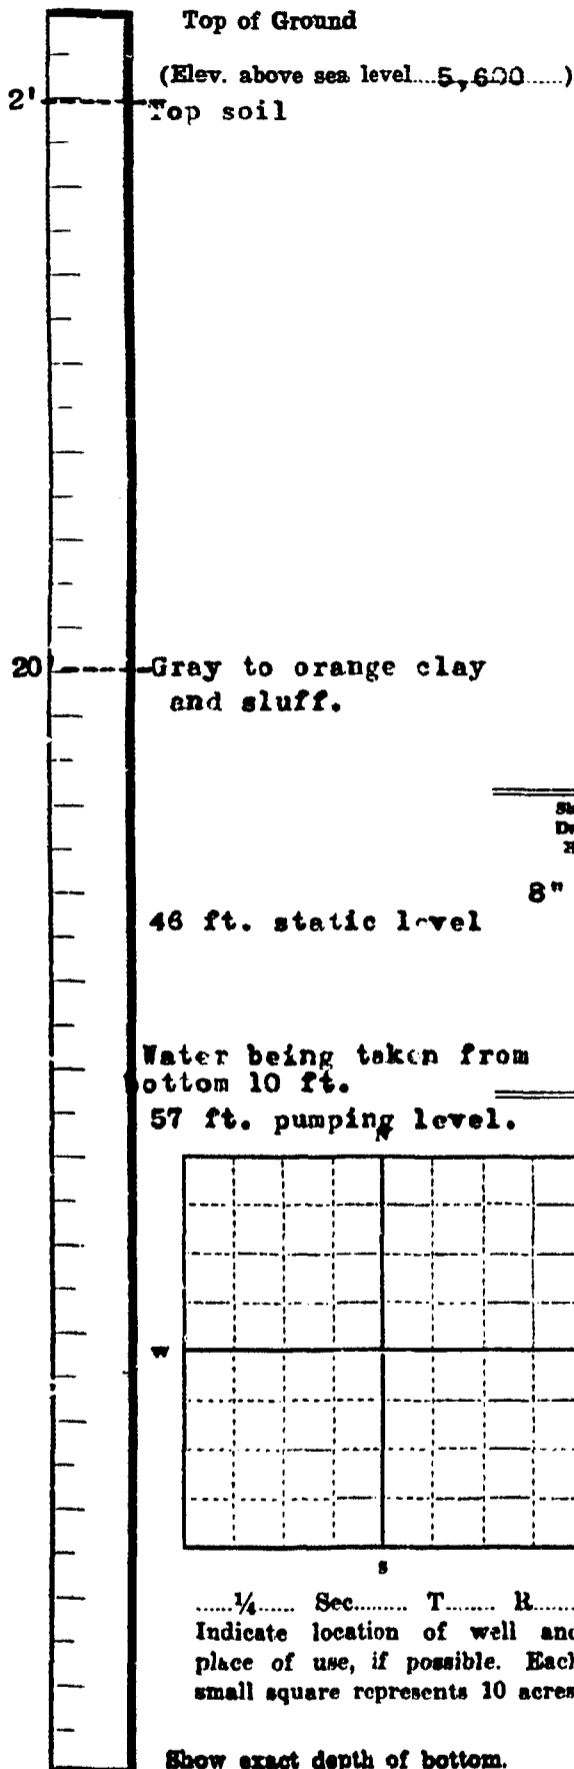 Top of Ground
(Elev. above sea level....5,600......)
2'
Top soil
20
Gray to orange clay
and sluff.
8"
46 ft. static level
Water being taken from
bottom 10 ft.
57 ft. pumping level.
N
W
S
......¼...... Sec......... T........ R.......
Indicate location of well and
place of use, if possible. Each
small square represents 10 acres
Show exact depth of bottom.